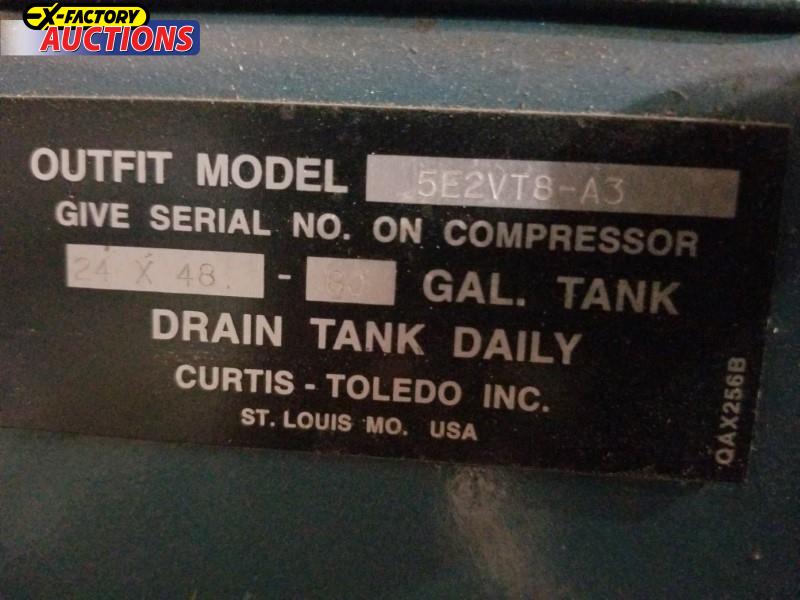 X-FACTORY
AUCTIONS
OUTFIT MODEL 5E2VT8-A3
GIVE SERIAL NO. ON COMPRESSOR
24 X 48. - 80 GAL. TANK
DRAIN TANK DAILY
CURTIS - TOLEDO INC.
ST. LOUIS MO. USA
QAX256B